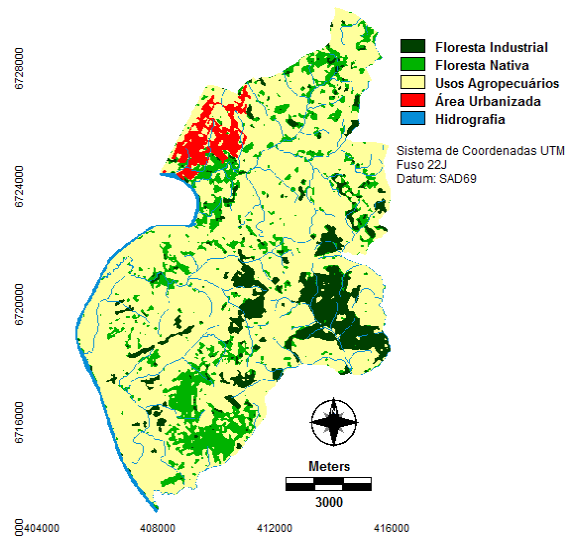 Floresta Industrial
Floresta Nativa
Usos Agropecuários
Área Urbanizada
Hidrografia
Sistema de Coordenadas UTM
Fuso 22J
Datum: SAD69
6728000
6724000
6720000
6716000
000
404000
408000
412000
416000
N
Meters
3000